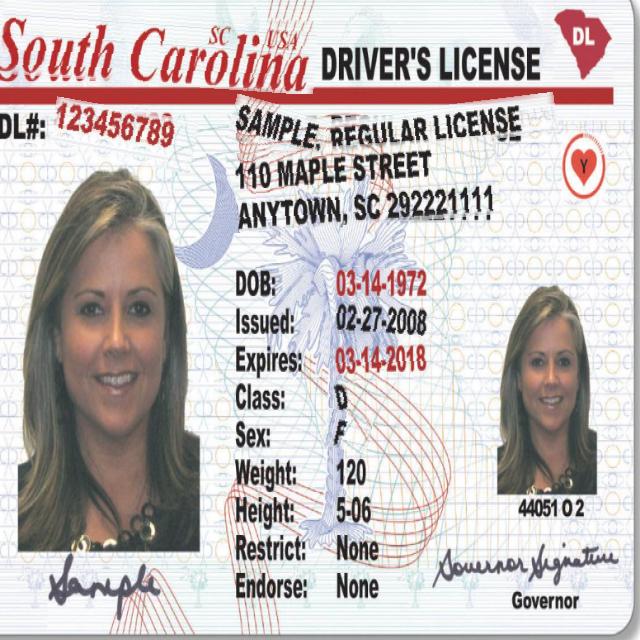 South Carolina SC USA DRIVER'S LICENSE DL
DL#: 123456789
SAMPLE, REGULAR LICENSE
110 MAPLE STREET
ANYTOWN, SC 292221111
Y
DOB: 03-14-1972
Issued: 02-27-2008
Expires: 03-14-2018
Class: D
Sex: F
Weight: 120
Height: 5-06
Restrict: None
Endorse: None
44051 0 2
Sample
Governor Signature
Governor